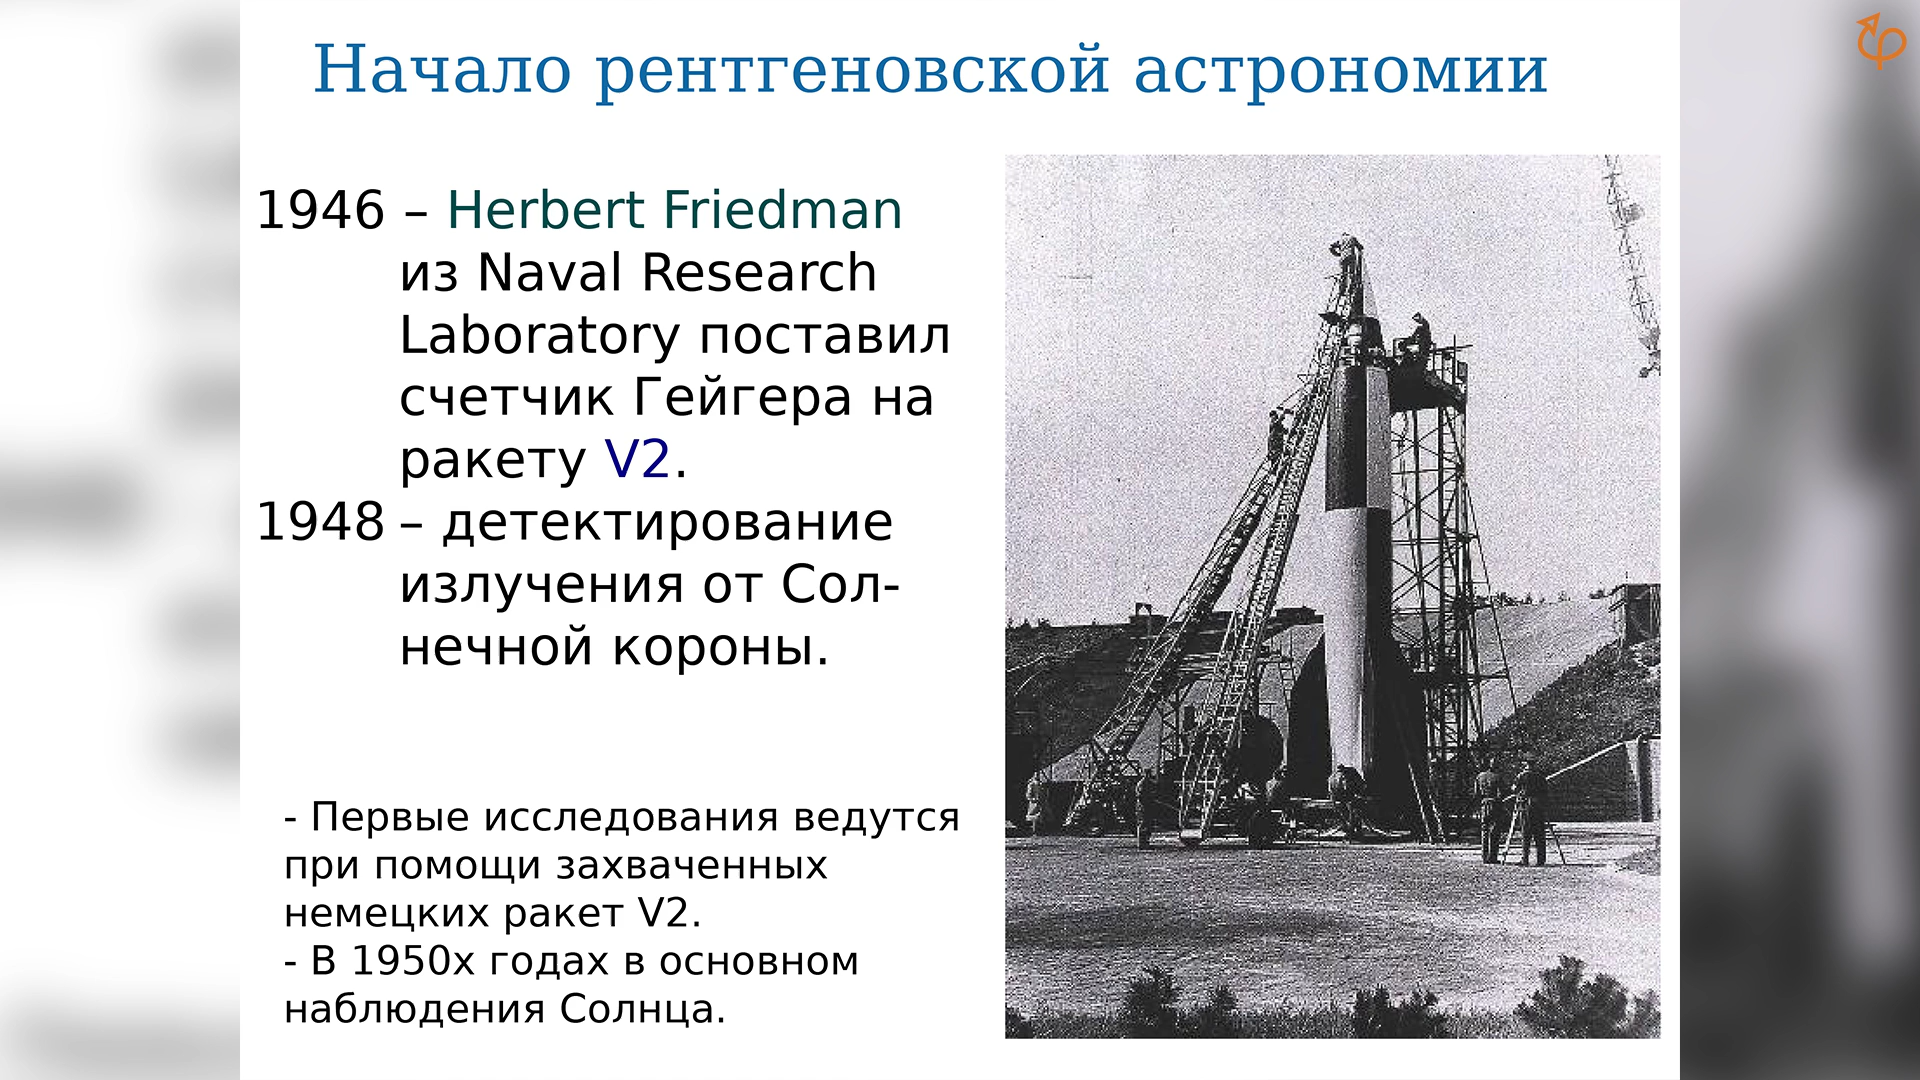 Начало рентгеновской астрономии
1946 – Herbert Friedman
из Naval Research
Laboratory поставил
счетчик Гейгера на
ракету V2.
1948 – детектирование
излучения от Сол-
нечной короны.
- Первые исследования ведутся
при помощи захваченных
немецких ракет V2.
- В 1950х годах в основном
наблюдения Солнца.